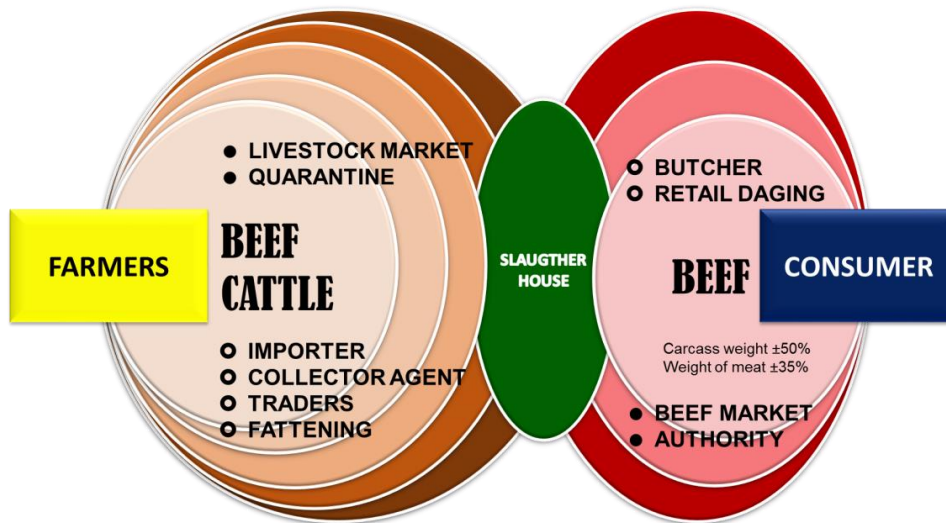 FARMERS
● LIVESTOCK MARKET
● QUARANTINE
BEEF
CATTLE
○ IMPORTER
○ COLLECTOR AGENT
○ TRADERS
○ FATTENING
SLAUGTHER
HOUSE
○ BUTCHER
○ RETAIL DAGING
BEEF
CONSUMER
Carcass weight ±50%
Weight of meat ±35%
● BEEF MARKET
● AUTHORITY